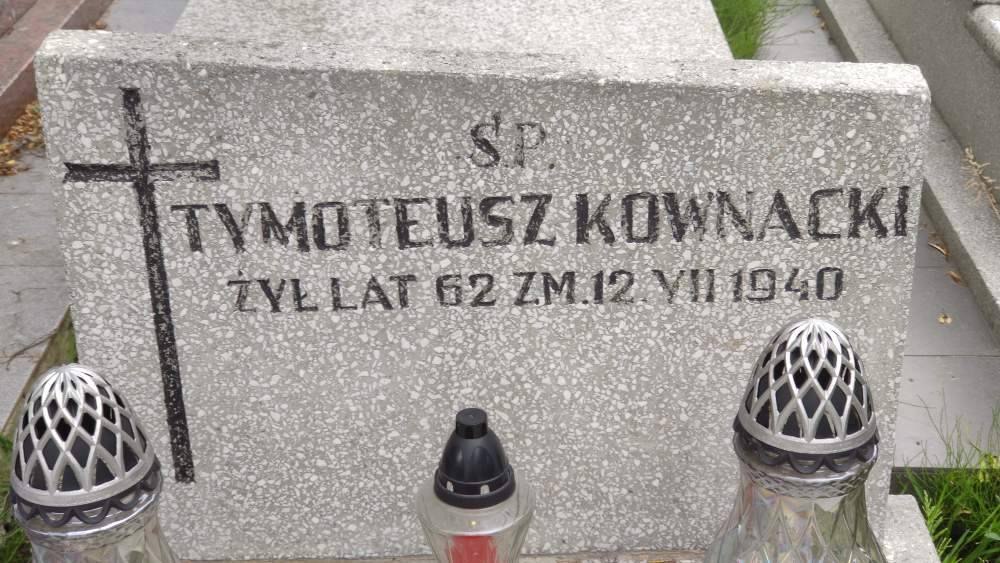 Ś.P.
TYMOTEUSZ KOWNACKI
ŻYŁ LAT 62 ZM.12.VII 1940